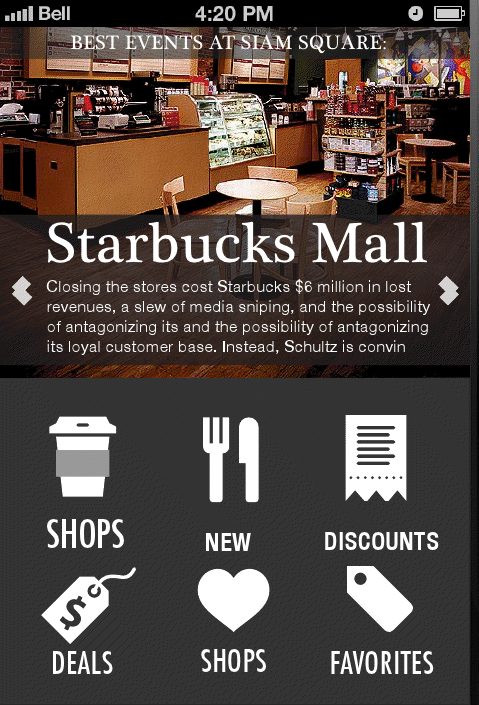 Bell 4:20 PM
BEST EVENTS AT SIAM SQUARE:
Starbucks Mall
Closing the stores cost Starbucks $6 million in lost
revenues, a slew of media sniping, and the possibility
of antagonizing its and the possibility of antagonizing
its loyal customer base. Instead, Schultz is convin
SHOPS NEW DISCOUNTS
$
DEALS SHOPS FAVORITES